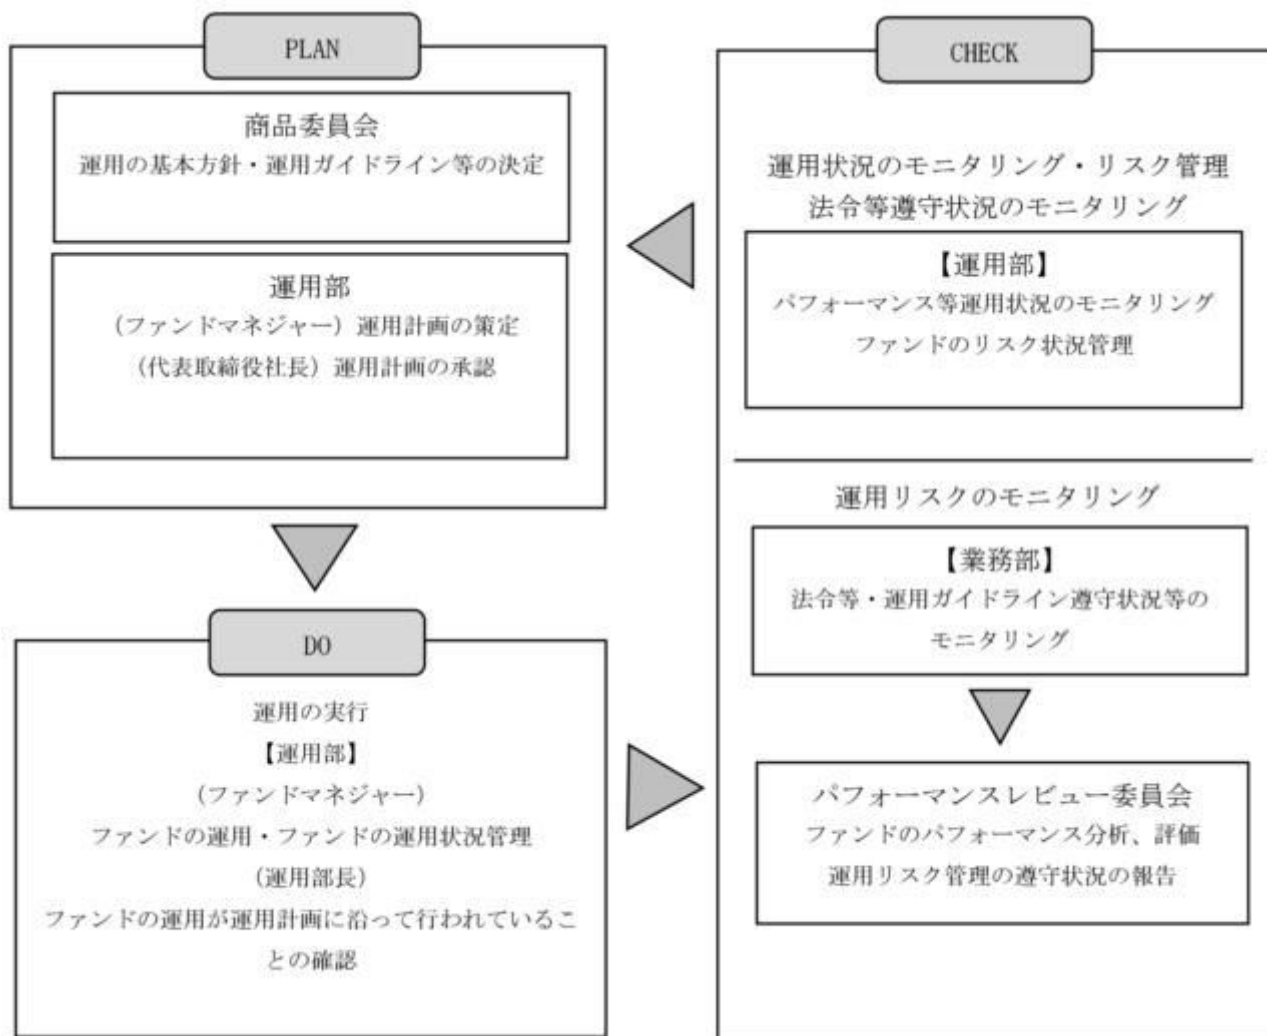 PLAN
商品委員会
運用の基本方針・運用ガイドライン等の決定
運用部
（ファンドマネジャー）運用計画の策定
（代表取締役社長）運用計画の承認
DO
運用の実行
【運用部】
（ファンドマネジャー）
ファンドの運用・ファンドの運用状況管理
（運用部長）
ファンドの運用が運用計画に沿って行われているこ
との確認
CHECK
運用状況のモニタリング・リスク管理
法令等遵守状況のモニタリング
【運用部】
パフォーマンス等運用状況のモニタリング
ファンドのリスク状況管理
運用リスクのモニタリング
【業務部】
法令等・運用ガイドライン遵守状況等の
モニタリング
パフォーマンスレビュー委員会
ファンドのパフォーマンス分析、評価
運用リスク管理の遵守状況の報告